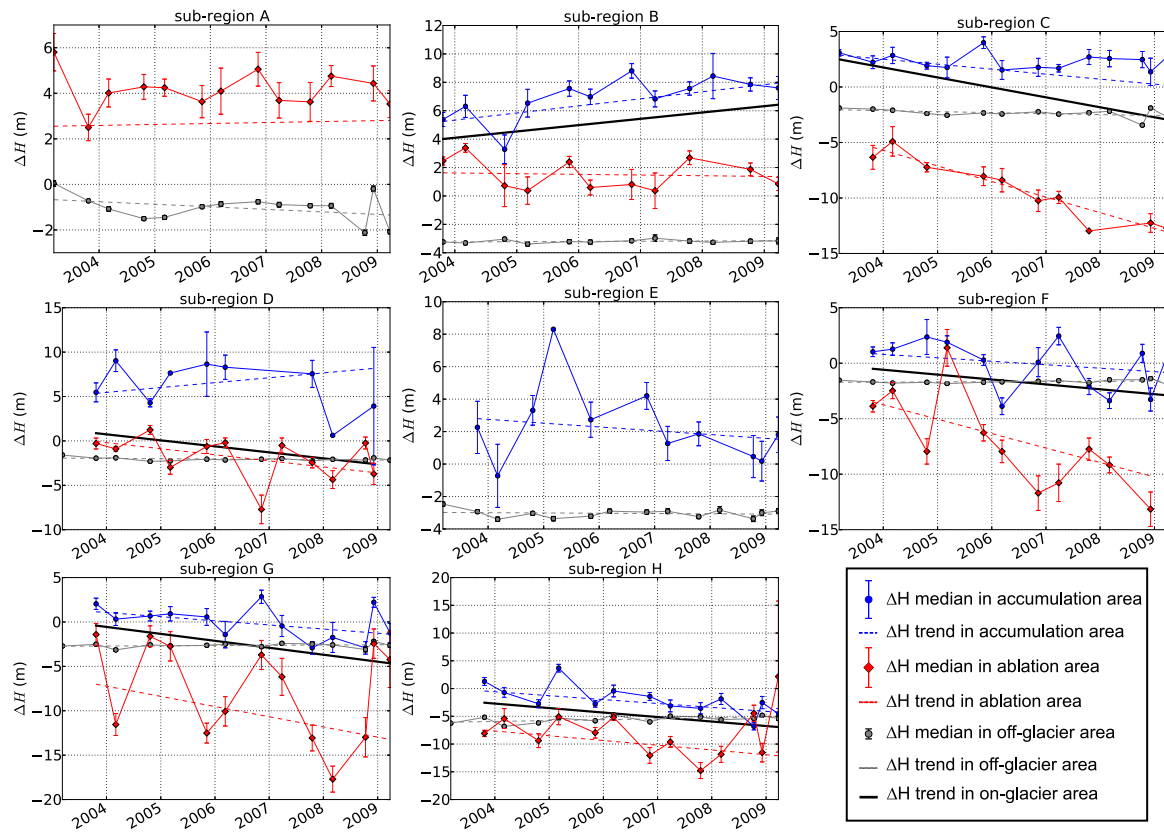 sub-region A
6
4
2
0
−2
ΔH (m)
2004 2005 2006 2007 2008 2009
sub-region B
12
10
8
6
4
2
0
−2
−4
ΔH (m)
2004 2005 2006 2007 2008 2009
sub-region C
5
0
−5
−10
−15
ΔH (m)
2004 2005 2006 2007 2008 2009
sub-region D
15
10
5
0
−5
−10
ΔH (m)
2004 2005 2006 2007 2008 2009
sub-region E
10
8
6
4
2
0
−2
−4
ΔH (m)
2004 2005 2006 2007 2008 2009
sub-region F
5
0
−5
−10
−15
ΔH (m)
2004 2005 2006 2007 2008 2009
sub-region G
5
0
−5
−10
−15
−20
ΔH (m)
2004 2005 2006 2007 2008 2009
sub-region H
20
15
10
5
0
−5
−10
−15
−20
ΔH (m)
2004 2005 2006 2007 2008 2009
ΔH median in accumulation area
ΔH trend in accumulation area
ΔH median in ablation area
ΔH trend in ablation area
ΔH median in off-glacier area
ΔH trend in off-glacier area
ΔH trend in on-glacier area